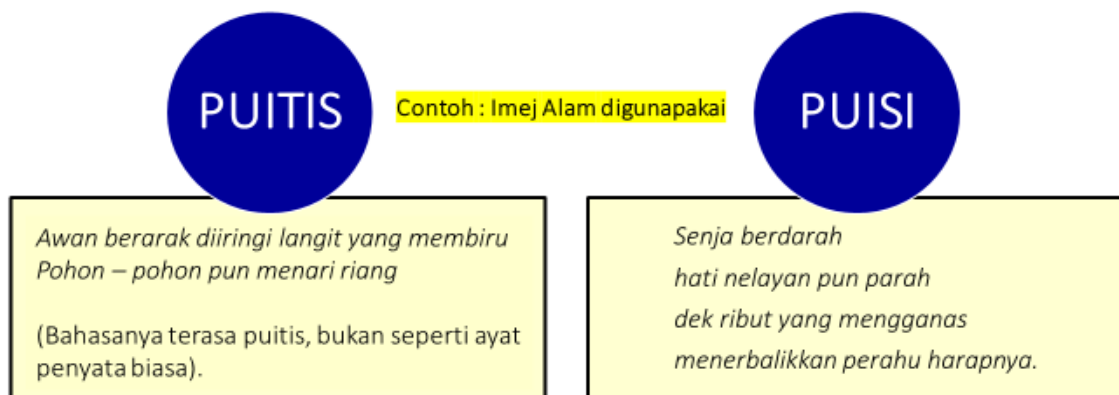 PUITIS
Contoh : Imej Alam digunapakai
PUISI
Awan berarak diiringi langit yang membiru
Pohon – pohon pun menari riang
(Bahasanya terasa puitis, bukan seperti ayat
penyata biasa).
Senja berdarah
hati nelayan pun parah
dek ribut yang mengganas
menerbalikkan perahu harapnya.